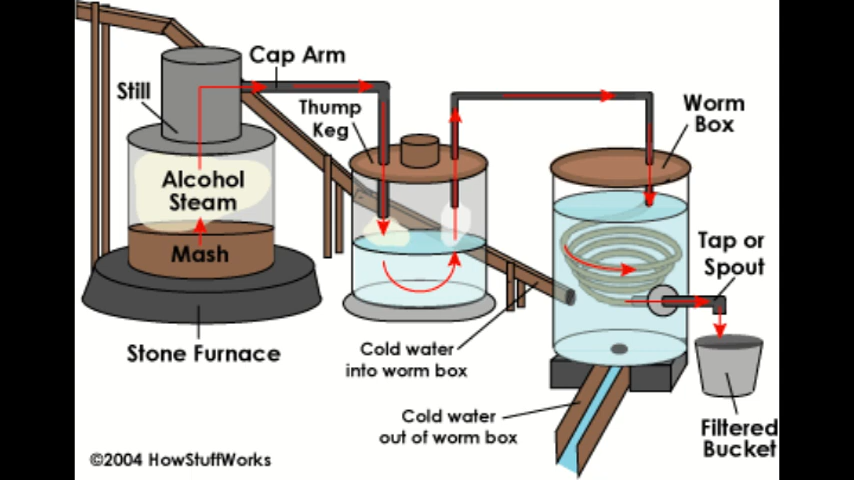 Cap Arm
Still
Thump
Keg
Worm
Box
Alcohol
Steam
Mash
Tap or
Spout
Stone Furnace
Cold water
into worm box
Cold water
out of worm box
Filtered
Bucket
©2004 HowStuffWorks